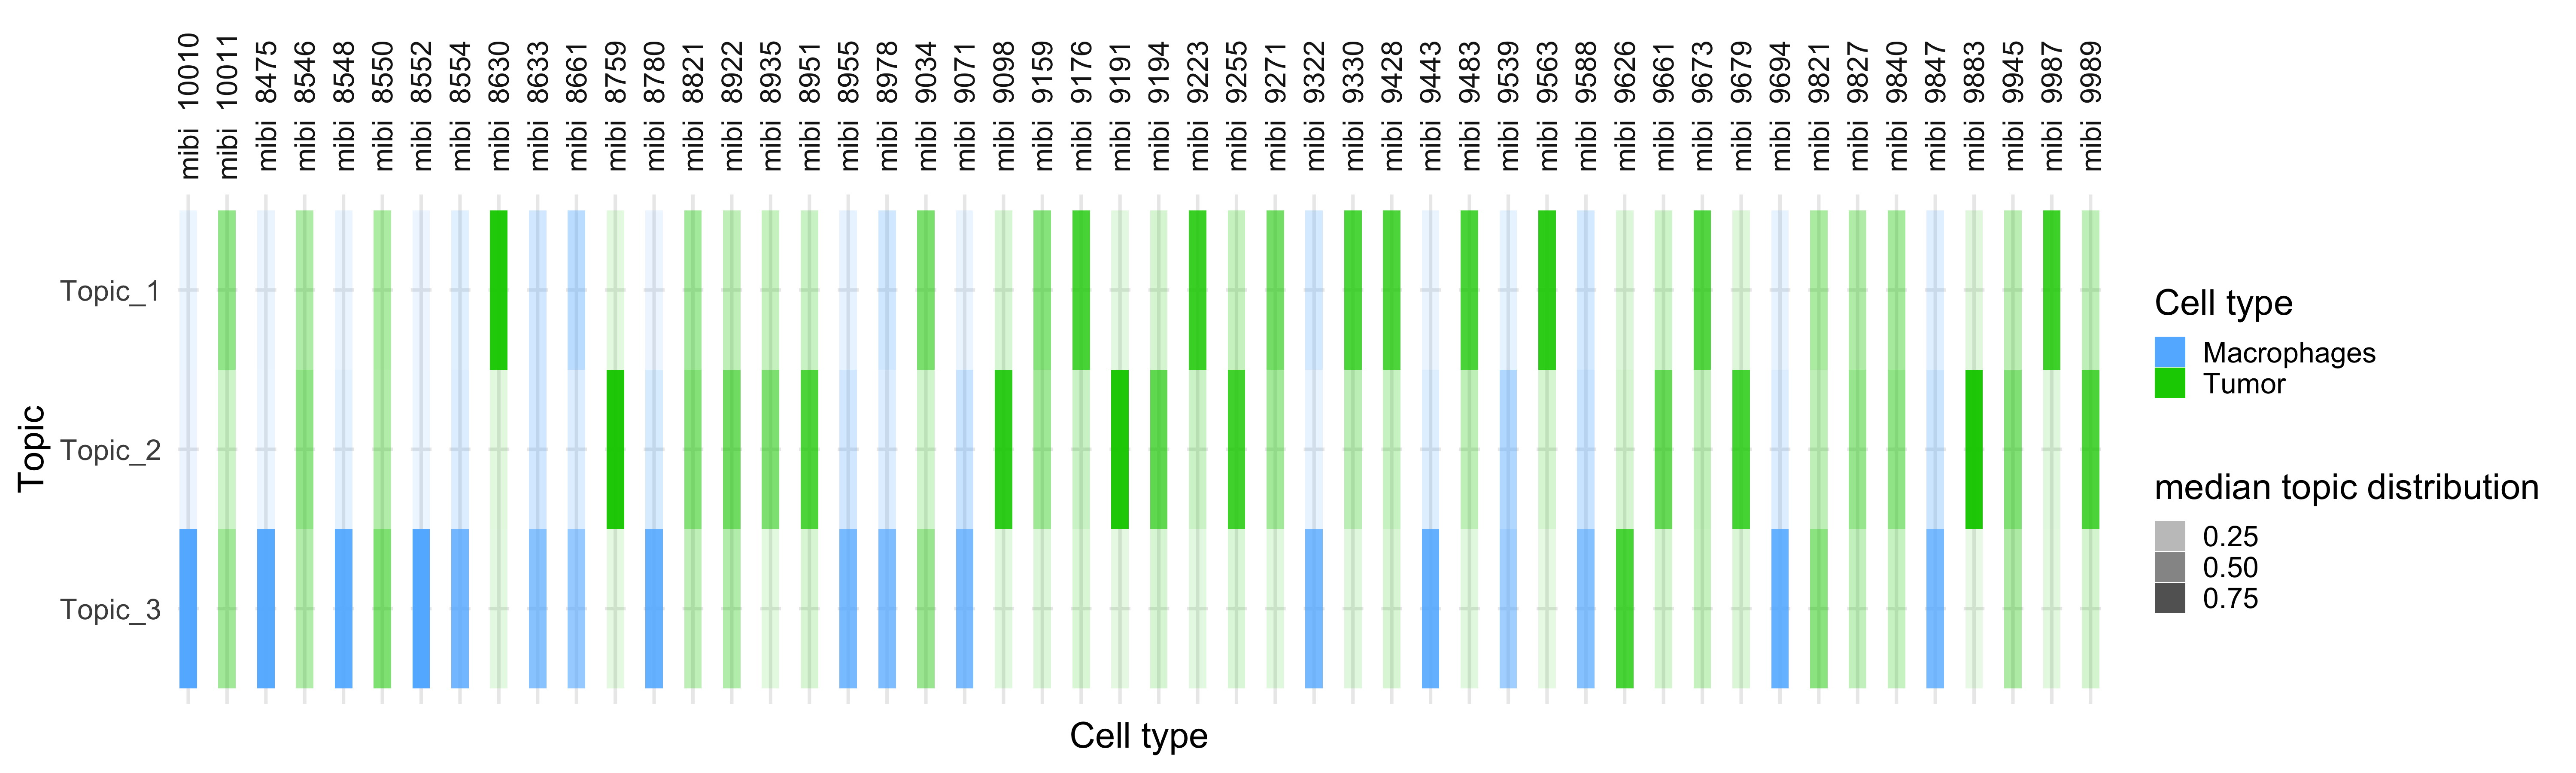 mibi 10010
mibi 10011
mibi 8475
mibi 8546
mibi 8548
mibi 8550
mibi 8552
mibi 8554
mibi 8630
mibi 8633
mibi 8661
mibi 8759
mibi 8780
mibi 8821
mibi 8922
mibi 8935
mibi 8951
mibi 8955
mibi 8978
mibi 9034
mibi 9071
mibi 9098
mibi 9159
mibi 9176
mibi 9191
mibi 9194
mibi 9223
mibi 9255
mibi 9271
mibi 9322
mibi 9330
mibi 9428
mibi 9443
mibi 9483
mibi 9539
mibi 9563
mibi 9588
mibi 9626
mibi 9661
mibi 9673
mibi 9679
mibi 9694
mibi 9821
mibi 9827
mibi 9840
mibi 9847
mibi 9883
mibi 9945
mibi 9987
mibi 9989
Topic
Topic_1
Topic_2
Topic_3
Cell type
Cell type
Macrophages
Tumor
median topic distribution
0.25
0.50
0.75